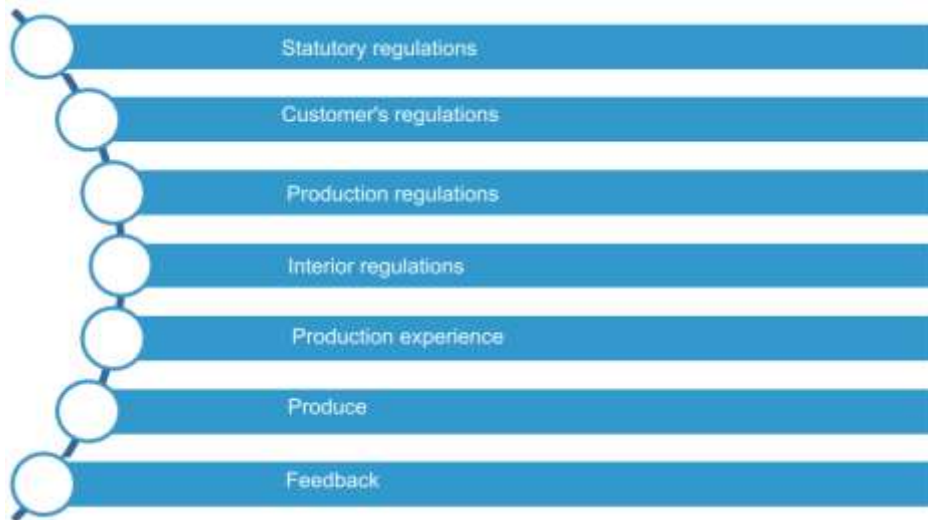 Statutory regulations
Customer's regulations
Production regulations
Interior regulations
Production experience
Produce
Feedback